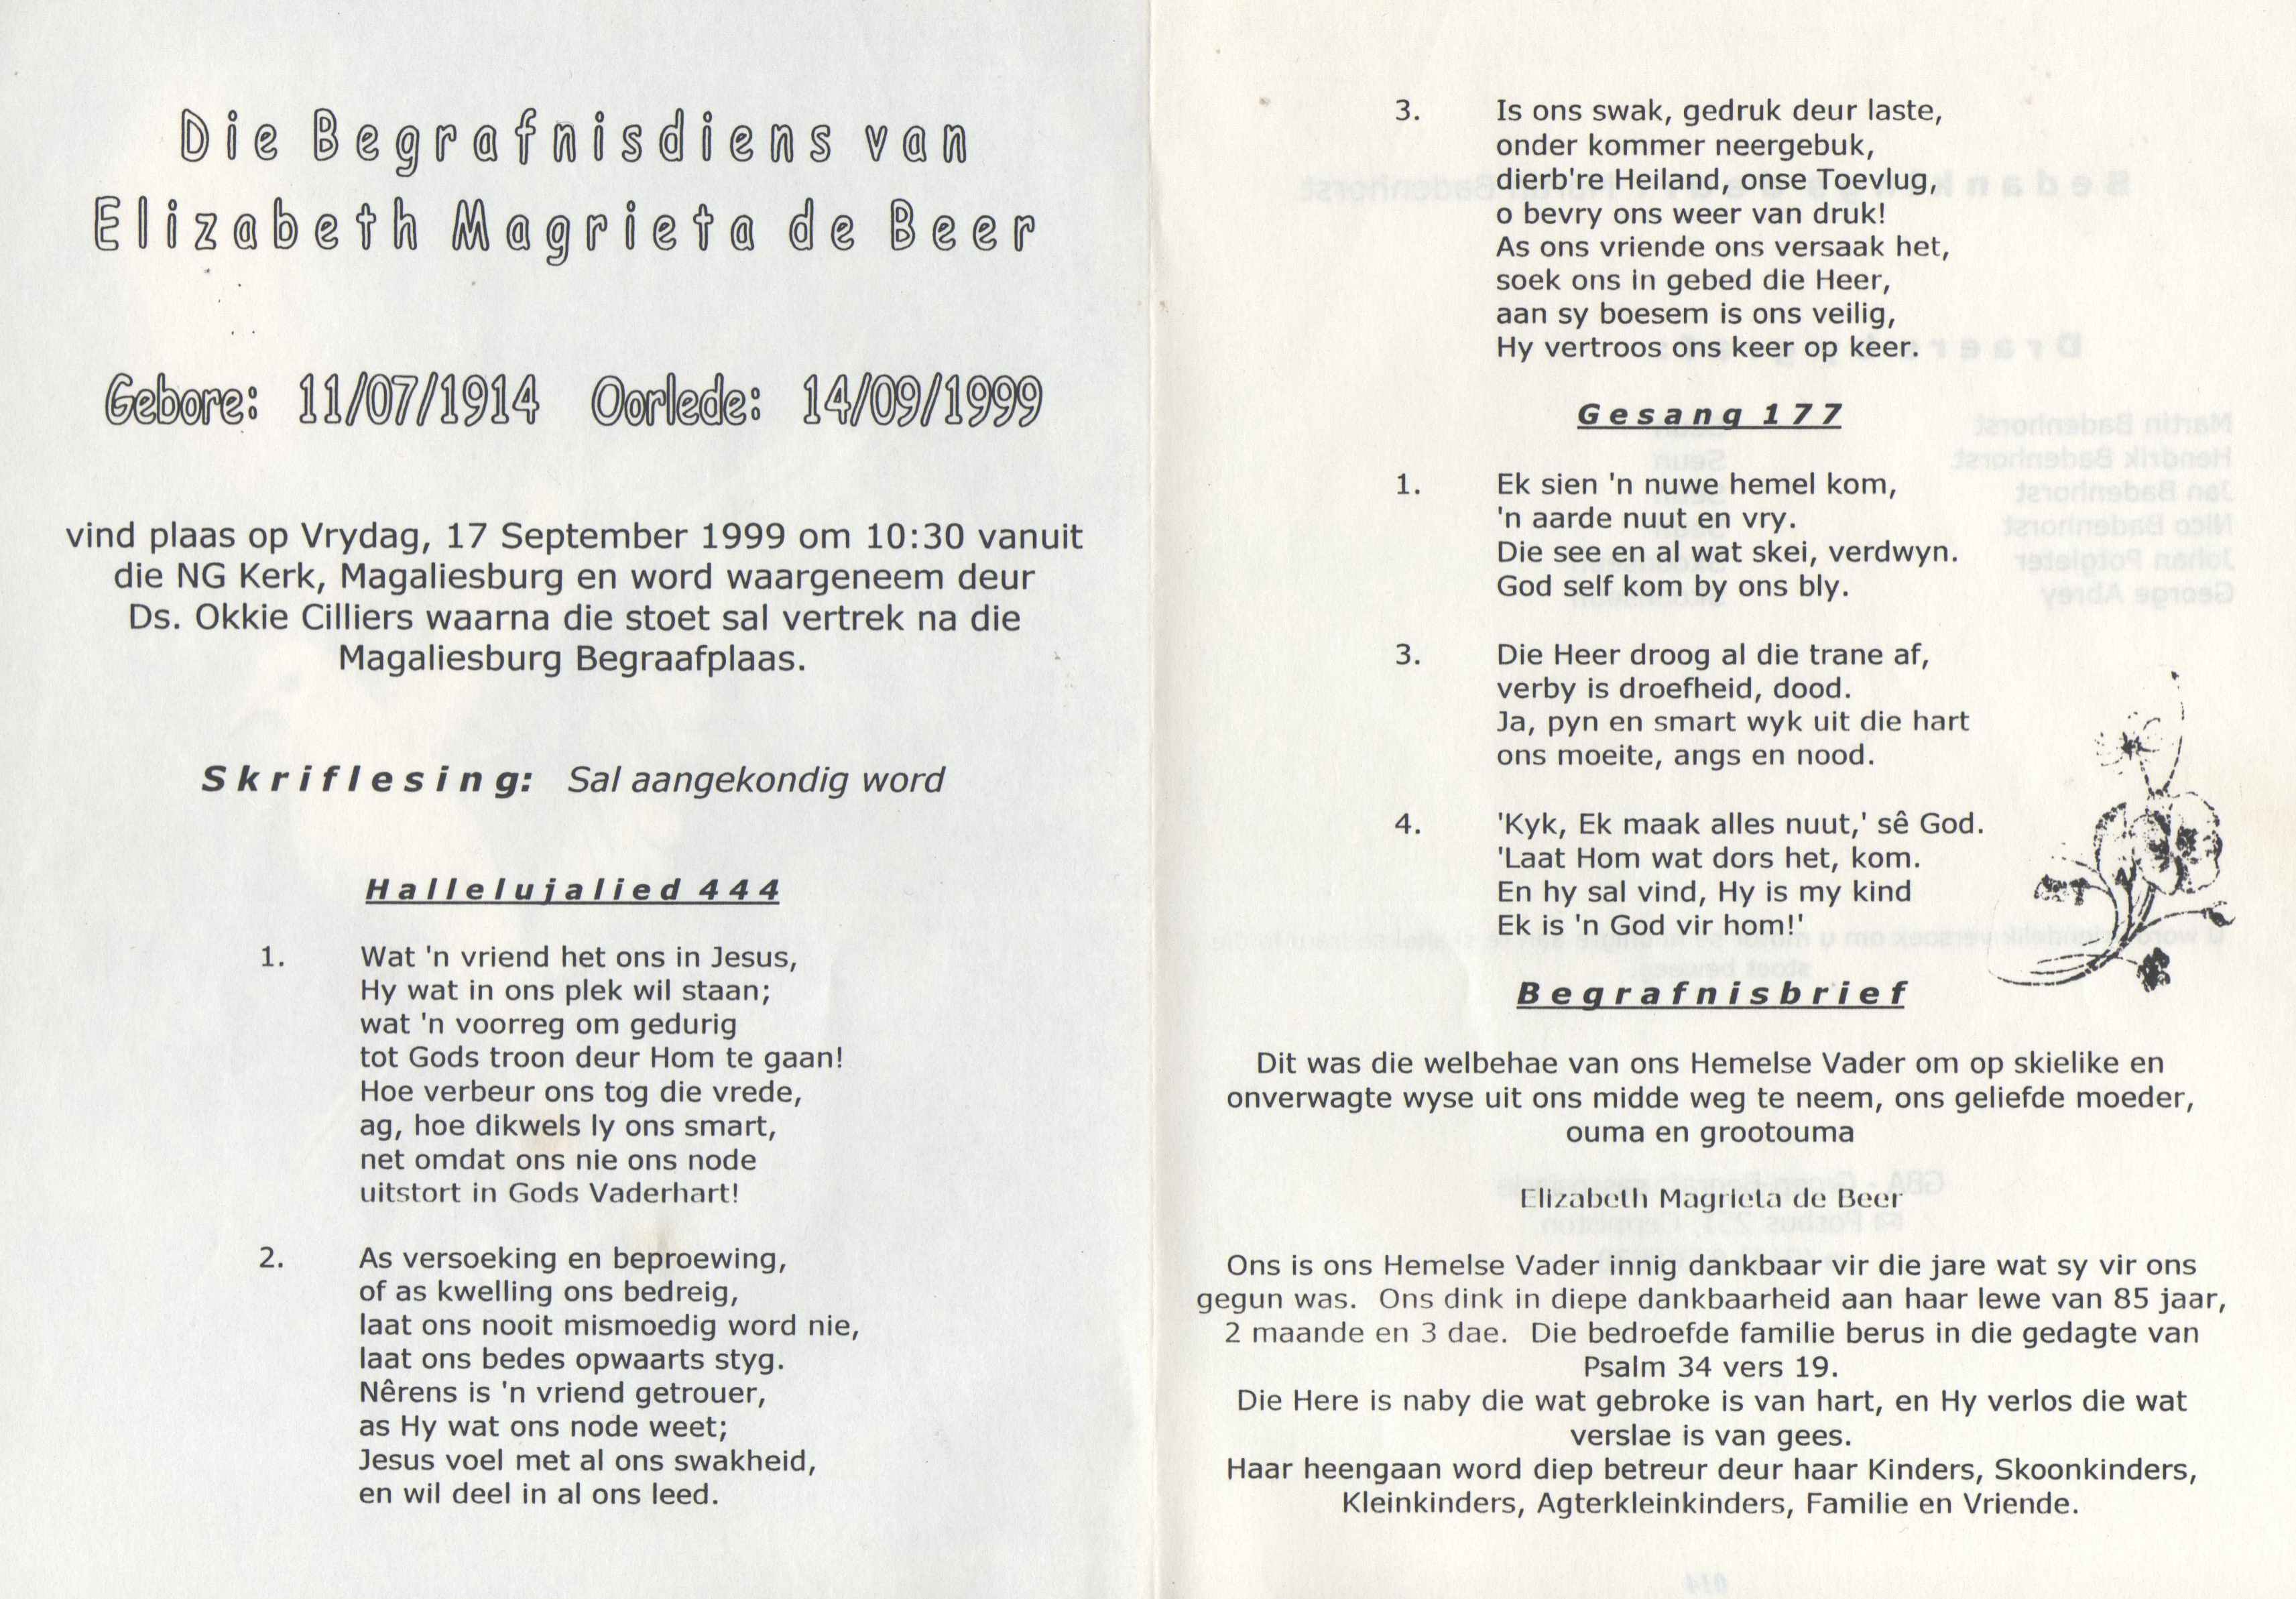 Die Begrafnisdiens van
Elizabeth Magrieta de Beer
Gebore: 11/07/1914 Oorlede: 14/09/1999
vind plaas op Vrydag, 17 September 1999 om 10:30 vanuit
die NG Kerk, Magaliesburg en word waargeneem deur
Ds. Okkie Cilliers waarna die stoet sal vertrek na die
Magaliesburg Begraafplaas.
Skriflesing: Sal aangekondig word
Hallelujalied 444
1. Wat 'n vriend het ons in Jesus,
Hy wat in ons plek wil staan;
wat 'n voorreg om gedurig
tot Gods troon deur Hom te gaan!
Hoe verbeur ons tog die vrede,
ag, hoe dikwels ly ons smart,
net omdat ons nie ons node
uitstort in Gods Vaderhart!
2. As versoeking en beproewing,
of as kwelling ons bedreig,
laat ons nooit mismoedig word nie,
laat ons bedes opwaarts styg.
Nêrens is 'n vriend getrouer,
as Hy wat ons node weet;
Jesus voel met al ons swakheid,
en wil deel in al ons leed.
3. Is ons swak, gedruk deur laste,
onder kommer neergebuk,
dierb're Heiland, onse Toevlug,
o bevry ons weer van druk!
As ons vriende ons versaak het,
soek ons in gebed die Heer,
aan sy boesem is ons veilig,
Hy vertroos ons keer op keer.
Gesang 177
1. Ek sien 'n nuwe hemel kom,
'n aarde nuut en vry.
Die see en al wat skei, verdwyn.
God self kom by ons bly.
3. Die Heer droog al die trane af,
verby is droefheid, dood.
Ja, pyn en smart wyk uit die hart
ons moeite, angs en nood.
4. 'Kyk, Ek maak alles nuut,' sê God.
'Laat Hom wat dors het, kom.
En hy sal vind, Hy is my kind
Ek is 'n God vir hom!'
Begrafnisbrief
Dit was die welbehae van ons Hemelse Vader om op skielike en
onverwagte wyse uit ons midde weg te neem, ons geliefde moeder,
ouma en grootouma
Elizabeth Magrieta de Beer
Ons is ons Hemelse Vader innig dankbaar vir die jare wat sy vir ons
gegun was. Ons dink in diepe dankbaarheid aan haar lewe van 85 jaar,
2 maande en 3 dae. Die bedroefde familie berus in die gedagte van
Psalm 34 vers 19.
Die Here is naby die wat gebroke is van hart, en Hy verlos die wat
verslae is van gees.
Haar heengaan word diep betreur deur haar Kinders, Skoonkinders,
Kleinkinders, Agterkleinkinders, Familie en Vriende.